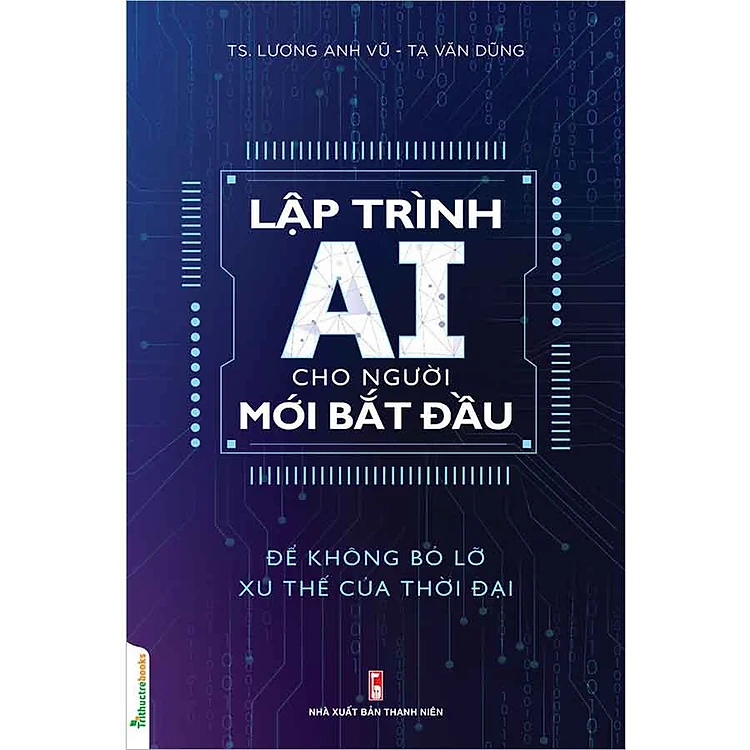 TS. LƯƠNG ANH VŨ - TẠ VĂN DŨNG
LẬP TRÌNH
AI
CHO NGƯỜI
MỚI BẮT ĐẦU
ĐỂ KHÔNG BỎ LỠ
XU THẾ CỦA THỜI ĐẠI
Trithuctrebooks
NHÀ XUẤT BẢN THANH NIÊN